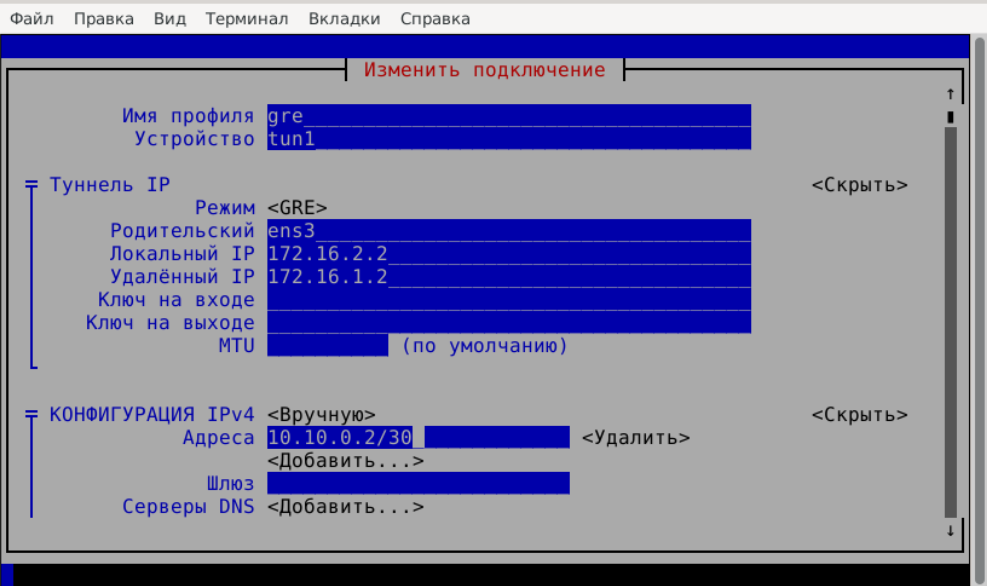 Файл Правка Вид Терминал Вкладки Справка
Изменить подключение
Имя профиля gre
Устройство tun1
Туннель IP <Скрыть>
Режим <GRE>
Родительский ens3
Локальный IP 172.16.2.2
Удалённый IP 172.16.1.2
Ключ на входе
Ключ на выходе
MTU (по умолчанию)
КОНФИГУРАЦИЯ IPv4 <Вручную> <Скрыть>
Адреса 10.10.0.2/30 <Удалить>
<Добавить...>
Шлюз
Серверы DNS <Добавить...>